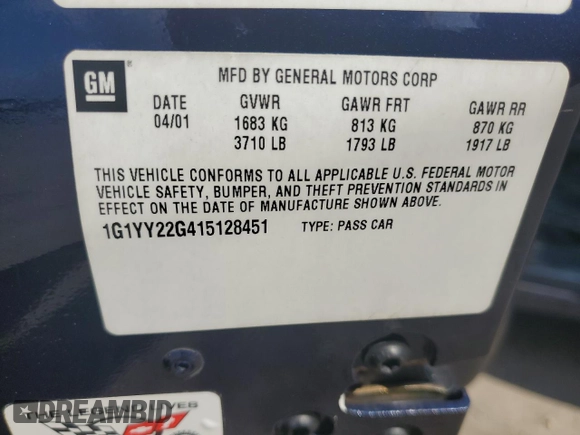 GM
®
MFD BY GENERAL MOTORS CORP
DATE GVWR GAWR FRT GAWR RR
04/01 1683 KG 813 KG 870 KG
3710 LB 1793 LB 1917 LB
THIS VEHICLE CONFORMS TO ALL APPLICABLE U.S. FEDERAL MOTOR
VEHICLE SAFETY, BUMPER, AND THEFT PREVENTION STANDARDS IN
EFFECT ON THE DATE OF MANUFACTURE SHOWN ABOVE.
1G1YY22G415128451 TYPE: PASS CAR
DREAMBID